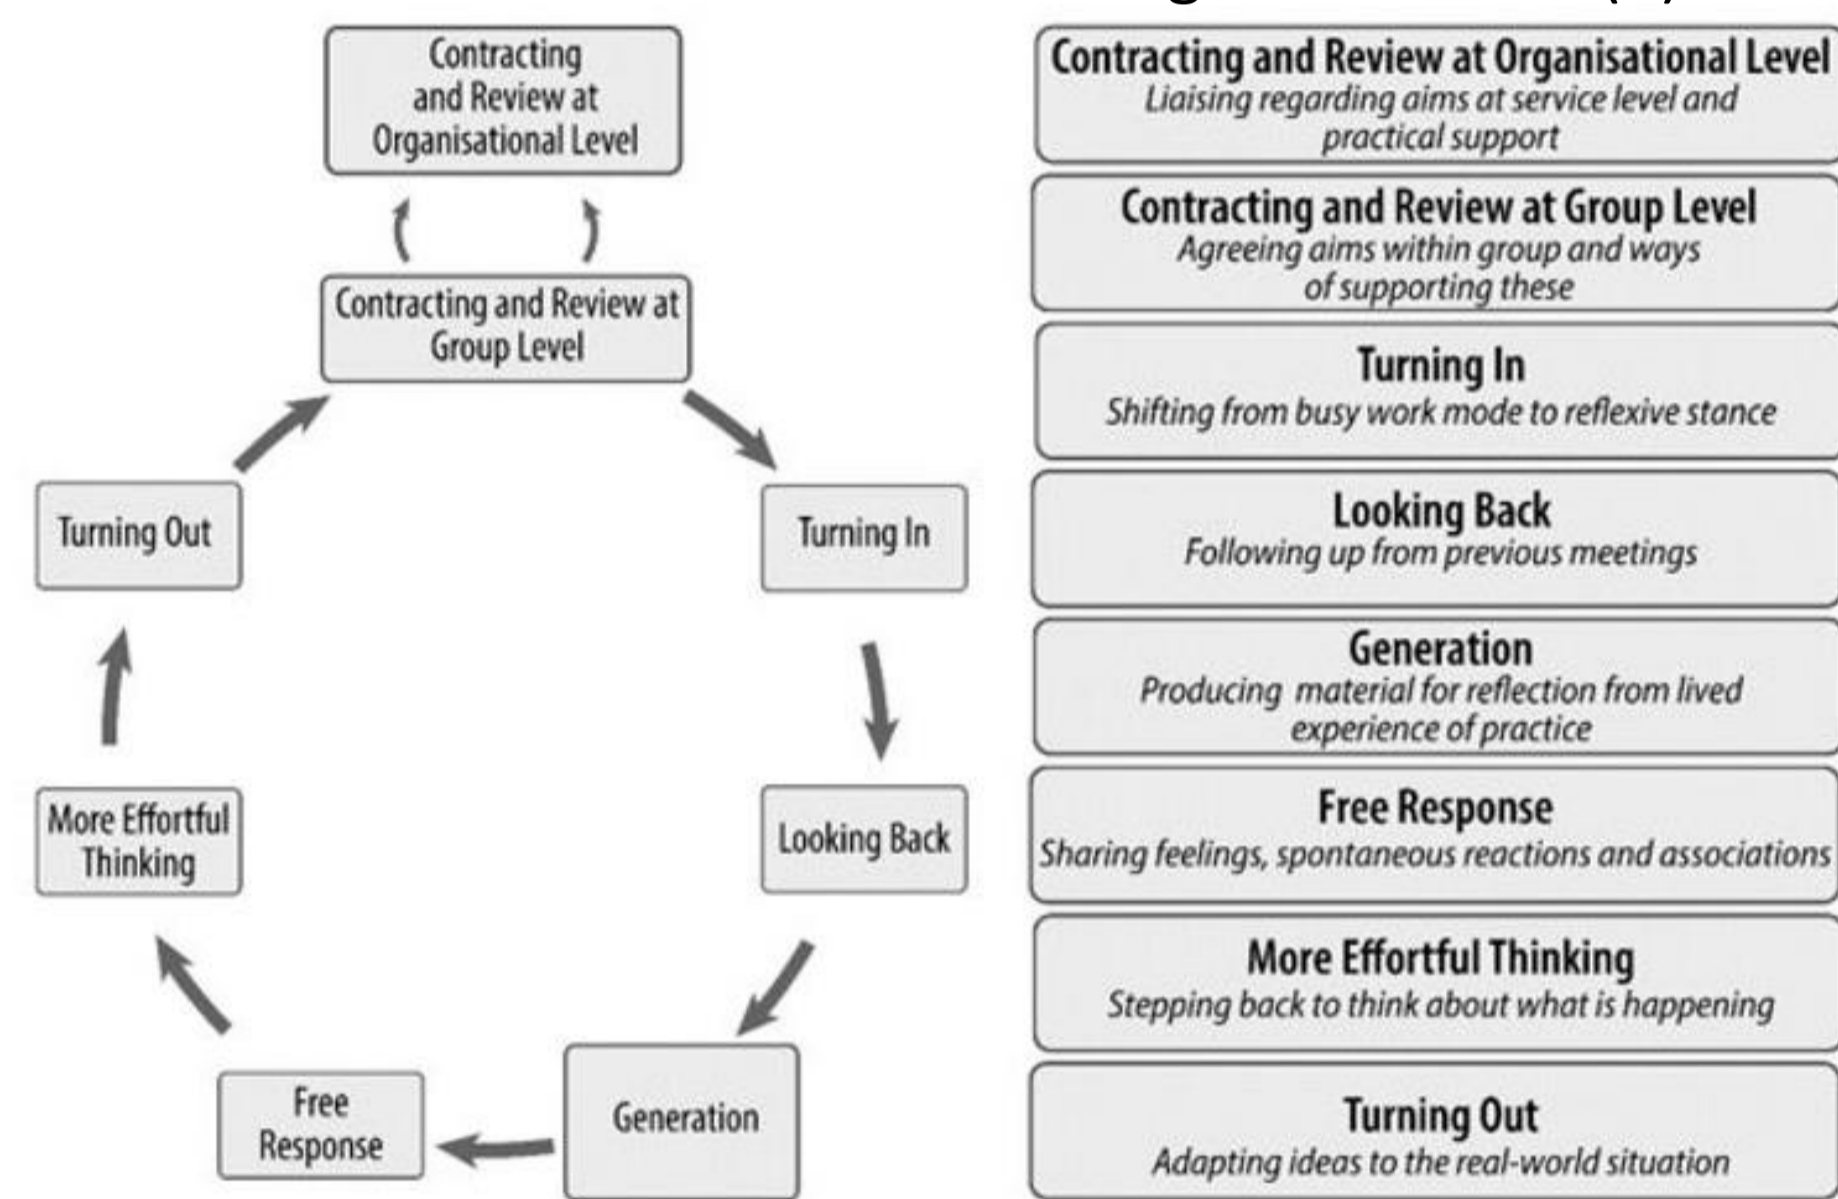 Contracting
and Review at
Organisational Level
Contracting and Review at
Group Level
Turning Out
Turning In
More Effortful
Thinking
Looking Back
Free
Response
Generation
Contracting and Review at Organisational Level
Liaising regarding aims at service level and
practical support
Contracting and Review at Group Level
Agreeing aims within group and ways
of supporting these
Turning In
Shifting from busy work mode to reflexive stance
Looking Back
Following up from previous meetings
Generation
Producing material for reflection from lived
experience of practice
Free Response
Sharing feelings, spontaneous reactions and associations
More Effortful Thinking
Stepping back to think about what is happening
Turning Out
Adapting ideas to the real-world situation